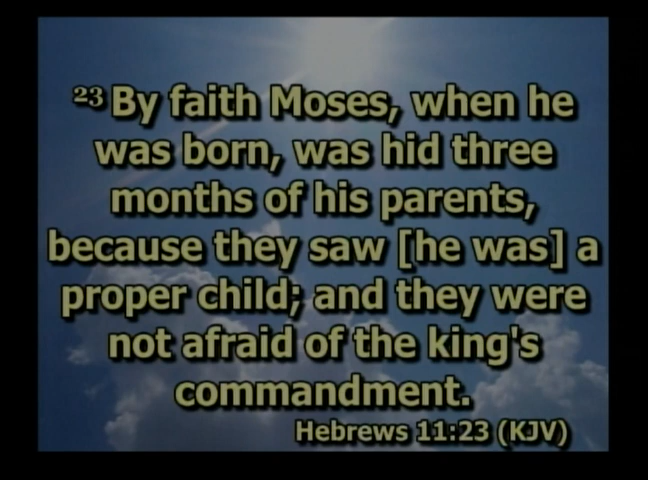 ²³ By faith Moses, when he
was born, was hid three
months of his parents,
because they saw [he was] a
proper child; and they were
not afraid of the king's
commandment.
Hebrews 11:23 (KJV)